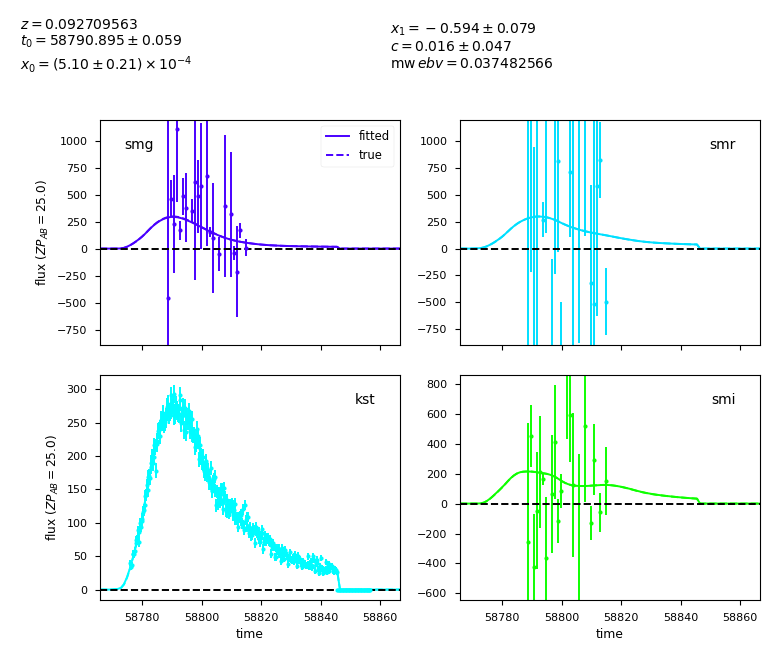 z = 0.092709563
t₀ = 58790.895 ± 0.059
x₀ = (5.10 ± 0.21) × 10⁻⁴
x₁ = −0.594 ± 0.079
c = 0.016 ± 0.047
mw ebv = 0.037482566
smg
fitted
true
1000
750
500
250
0
−250
−500
−750
flux (ZP_AB = 25.0)
smr
1000
750
500
250
0
−250
−500
−750
kst
300
250
200
150
100
50
0
flux (ZP_AB = 25.0)
58780
58800
58820
58840
58860
time
smi
800
600
400
200
0
−200
−400
−600
58780
58800
58820
58840
58860
time